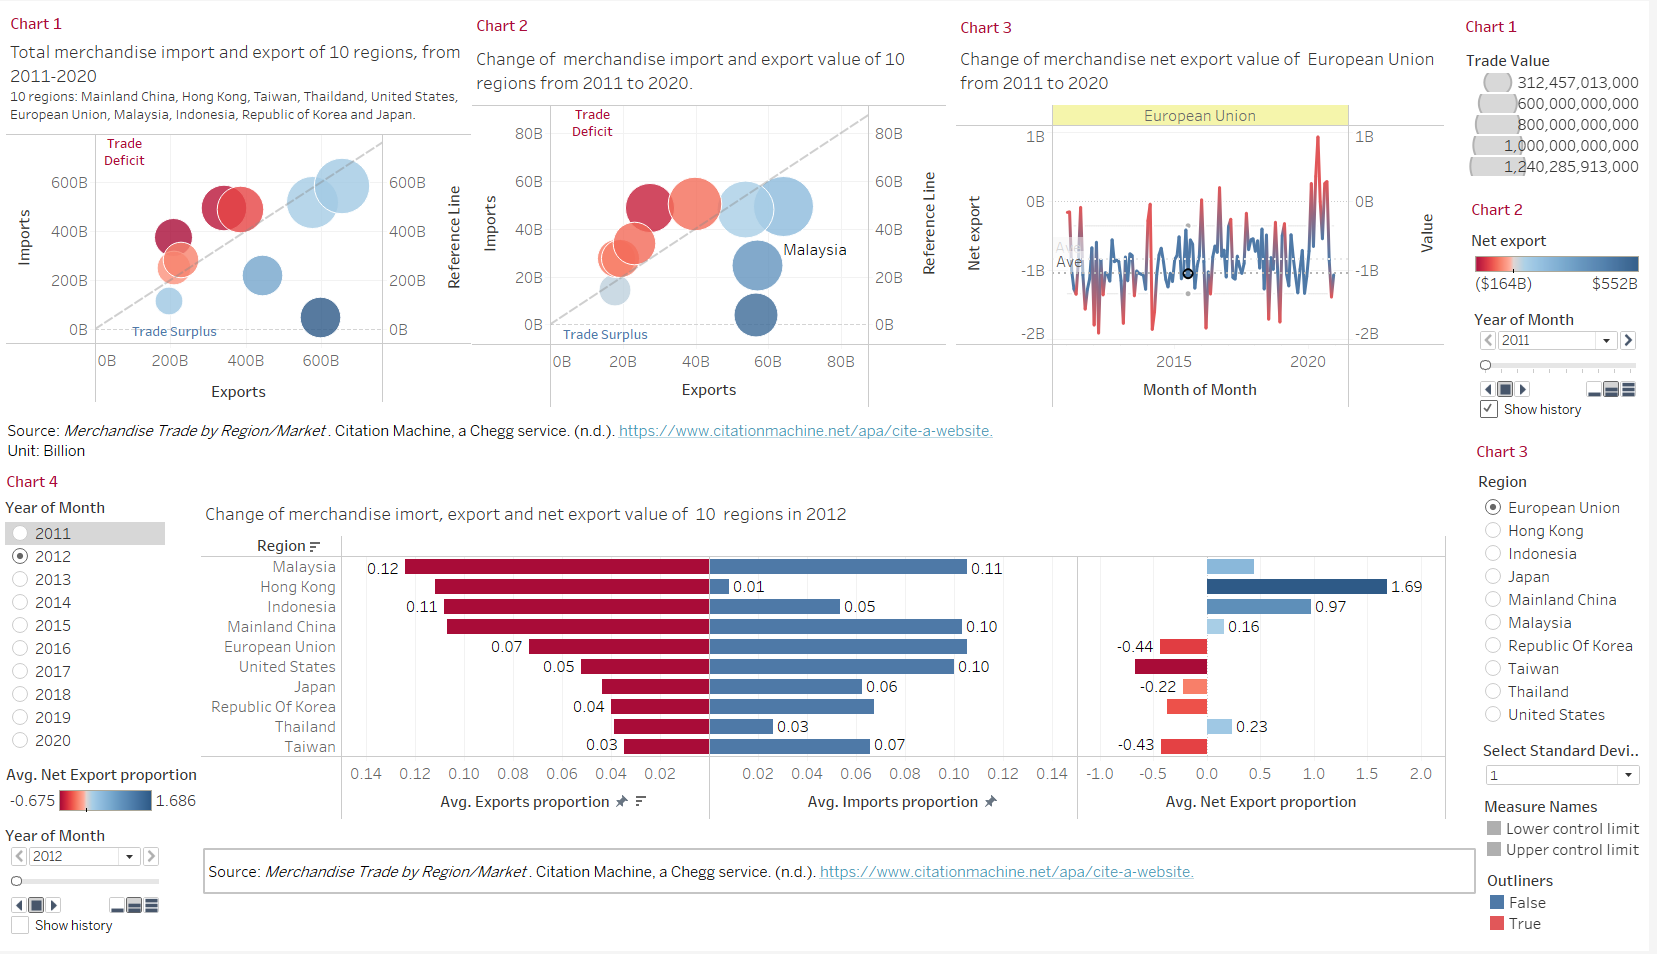 Chart 1
Total merchandise import and export of 10 regions, from
2011-2020
10 regions: Mainland China, Hong Kong, Taiwan, Thaildand, United States,
European Union, Malaysia, Indonesia, Republic of Korea and Japan.
Trade
Deficit
600B
400B
200B
0B
Imports
Trade Surplus
600B
400B
200B
0B
Reference Line
0B 200B 400B 600B
Exports
Chart 2
Change of merchandise import and export value of 10
regions from 2011 to 2020.
Trade
Deficit
80B
60B
40B
20B
0B
Imports
Malaysia
Trade Surplus
80B
60B
40B
20B
0B
Reference Line
0B 20B 40B 60B 80B
Exports
Chart 3
Change of merchandise net export value of European Union
from 2011 to 2020
European Union
1B
0B
-1B
-2B
Net export
Ave
Ave
1B
0B
-1B
-2B
Value
2015 2020
Month of Month
Chart 1
Trade Value
312,457,013,000
600,000,000,000
800,000,000,000
1,000,000,000,000
1,240,285,913,000
Chart 2
Net export
($164B) $552B
Year of Month
2011
Show history
Source: Merchandise Trade by Region/Market. Citation Machine, a Chegg service. (n.d.). https://www.citationmachine.net/apa/cite-a-website.
Unit: Billion
Chart 4
Year of Month
2011
2012
2013
2014
2015
2016
2017
2018
2019
2020
Avg. Net Export proportion
-0.675 1.686
Year of Month
2012
Show history
Change of merchandise imort, export and net export value of 10 regions in 2012
Region
Malaysia 0.12 0.11
Hong Kong 0.01 1.69
Indonesia 0.11 0.05 0.97
Mainland China 0.10 0.16
European Union 0.07 -0.44
United States 0.05 0.10
Japan 0.06 -0.22
Republic Of Korea 0.04
Thailand 0.03 0.23
Taiwan 0.03 0.07 -0.43
0.14 0.12 0.10 0.08 0.06 0.04 0.02 0.02 0.04 0.06 0.08 0.10 0.12 0.14 -1.0 -0.5 0.0 0.5 1.0 1.5 2.0
Avg. Exports proportion Avg. Imports proportion Avg. Net Export proportion
Source: Merchandise Trade by Region/Market. Citation Machine, a Chegg service. (n.d.). https://www.citationmachine.net/apa/cite-a-website.
Chart 3
Region
European Union
Hong Kong
Indonesia
Japan
Mainland China
Malaysia
Republic Of Korea
Taiwan
Thailand
United States
Select Standard Devi..
1
Measure Names
Lower control limit
Upper control limit
Outliners
False
True